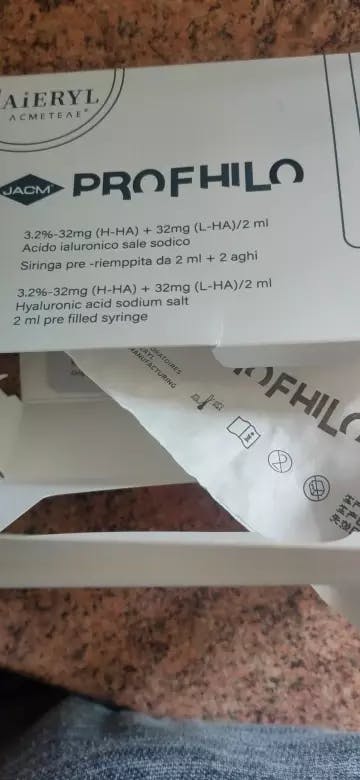 AiERYL
ACMETEAE®
JACM
PROFHILO
3.2%-32mg (H-HA) + 32mg (L-HA)/2 ml
Acido ialuronico sale sodico
Siringa pre -riemppita da 2 ml + 2 aghi
3.2%-32mg (H-HA) + 32mg (L-HA)/2 ml
Hyaluronic acid sodium salt
2 ml pre filled syringe
MANUFACTURING